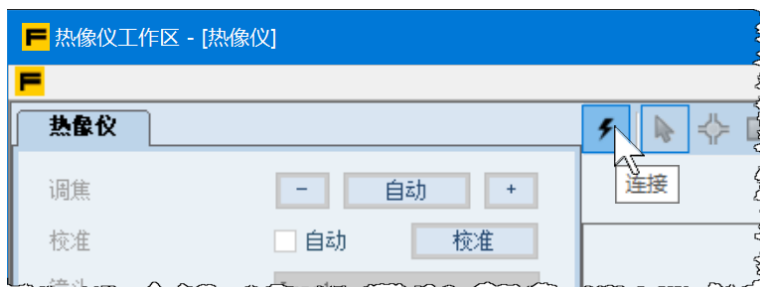 F 热像仪工作区 - [热像仪]
F
热像仪
连接
调焦 - 自动 +
校准 自动 校准